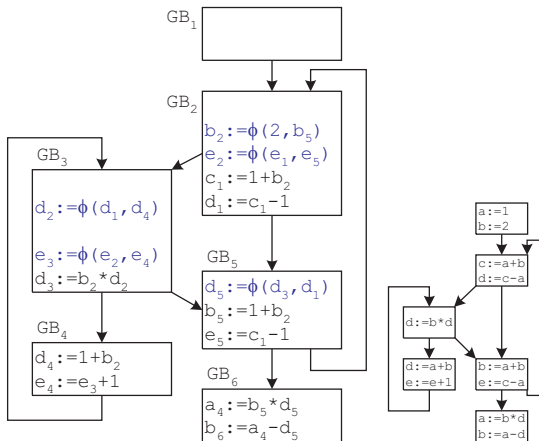 GB₁
GB₂
b₂:=ϕ(2,b₅)
e₂:=ϕ(e₁,e₅)
c₁:=1+b₂
d₁:=c₁-1
GB₃
d₂:=ϕ(d₁,d₄)
e₃:=ϕ(e₂,e₄)
d₃:=b₂*d₂
GB₄
d₄:=1+b₂
e₄:=e₃+1
GB₅
d₅:=ϕ(d₃,d₁)
b₅:=1+b₂
e₅:=c₁-1
GB₆
a₄:=b₅*d₅
b₆:=a₄-d₅
a:=1
b:=2
c:=a+b
d:=c-a
d:=b*d
d:=a+b
e:=e+1
b:=a+b
e:=c-a
a:=b*d
b:=a-d